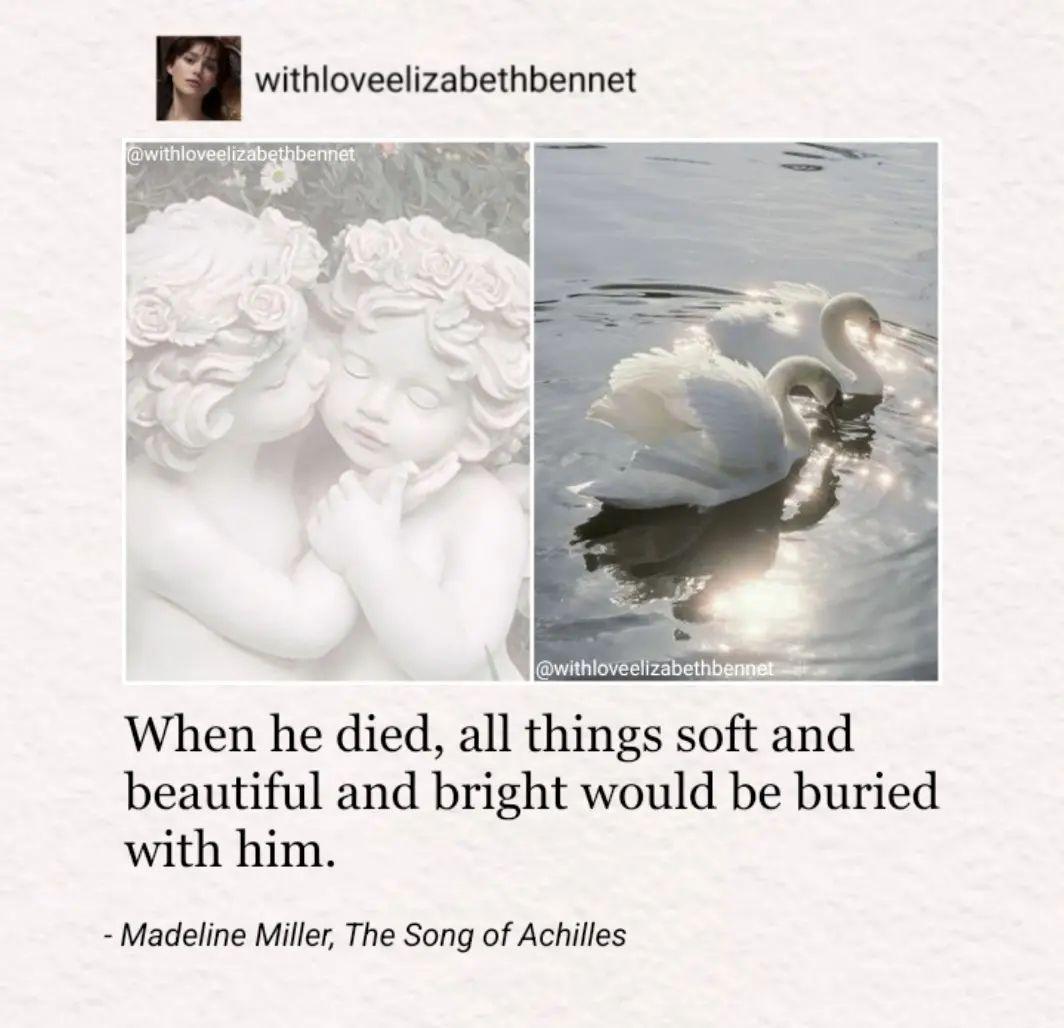 withloveelizabethbennet
@withloveelizabethbennet
@withloveelizabethbennet
When he died, all things soft and
beautiful and bright would be buried
with him.
- Madeline Miller, The Song of Achilles